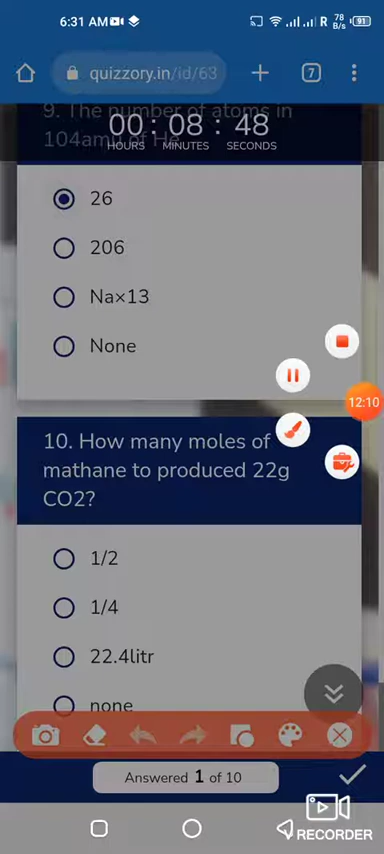 6:31 AM
R
78
B/s
91
quizzory.in/id/63
7
9. The number of atoms in
104amu of He
00 : 08 : 48
HOURS MINUTES SECONDS
26
206
Na×13
None
12:10
10. How many moles of
mathane to produced 22g
CO2?
1/2
1/4
22.4litr
none
Answered 1 of 10
RECORDER